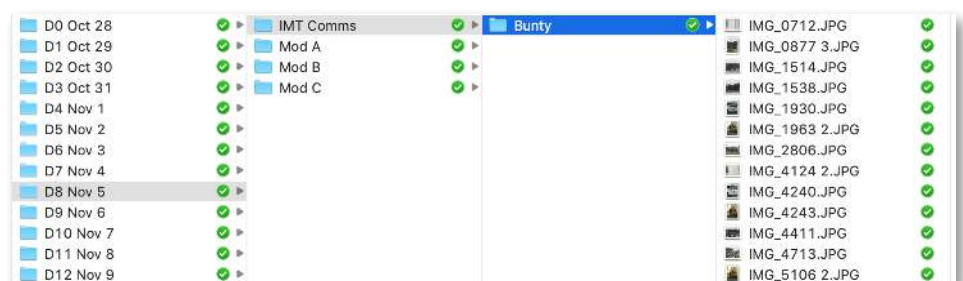 D0 Oct 28
D1 Oct 29
D2 Oct 30
D3 Oct 31
D4 Nov 1
D5 Nov 2
D6 Nov 3
D7 Nov 4
D8 Nov 5
D9 Nov 6
D10 Nov 7
D11 Nov 8
D12 Nov 9
IMT Comms
Mod A
Mod B
Mod C
Bunty
IMG_0712.JPG
IMG_0877 3.JPG
IMG_1514.JPG
IMG_1538.JPG
IMG_1930.JPG
IMG_1963 2.JPG
IMG_2806.JPG
IMG_4124 2.JPG
IMG_4240.JPG
IMG_4243.JPG
IMG_4411.JPG
IMG_4713.JPG
IMG_5106 2.JPG